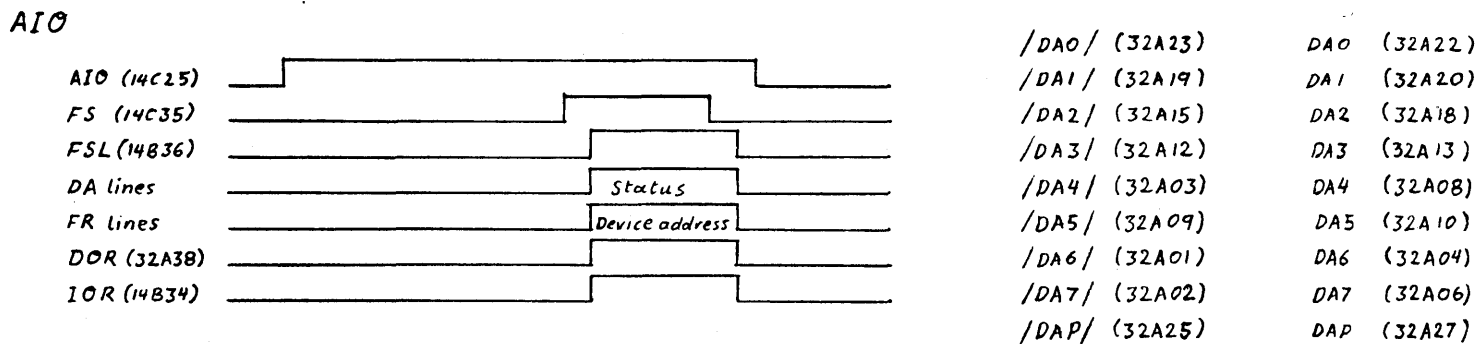 AIO
AIO (14C25)
FS (14C35)
FSL (14B36)
DA lines
Status
FR lines
Device address
DOR (32A38)
IOR (14B34)
/DA0/ (32A23) DA0 (32A22)
/DA1/ (32A19) DA1 (32A20)
/DA2/ (32A15) DA2 (32A18)
/DA3/ (32A12) DA3 (32A13)
/DA4/ (32A03) DA4 (32A08)
/DA5/ (32A09) DA5 (32A10)
/DA6/ (32A01) DA6 (32A04)
/DA7/ (32A02) DA7 (32A06)
/DAP/ (32A25) DAP (32A27)